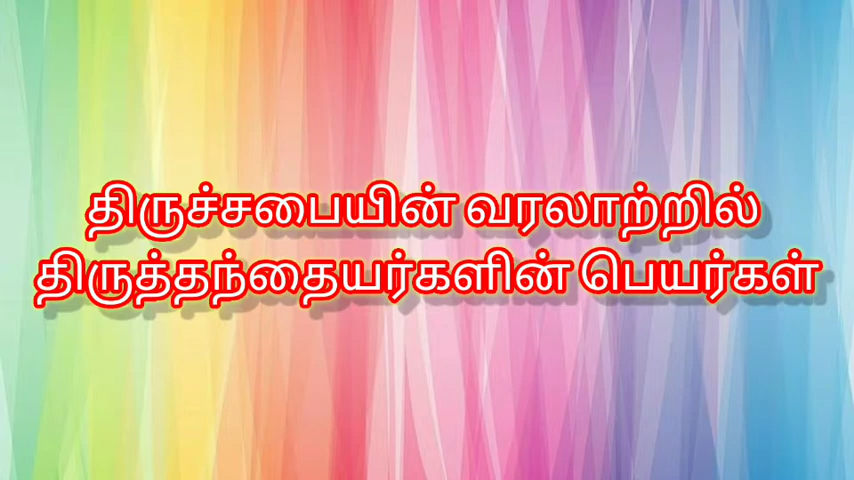 திருச்சபையின் வரலாற்றில்
திருத்தந்தையர்களின் பெயர்கள்